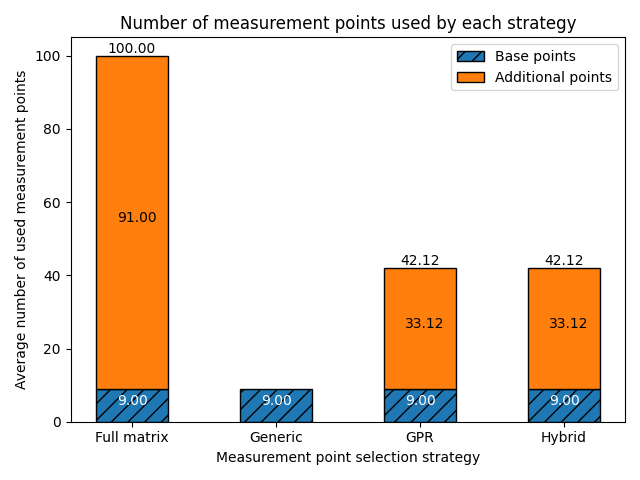 Number of measurement points used by each strategy
Base points
Additional points
Average number of used measurement points
100
80
60
40
20
0
100.00
91.00
9.00
9.00
42.12
33.12
9.00
42.12
33.12
9.00
Full matrix
Generic
GPR
Hybrid
Measurement point selection strategy